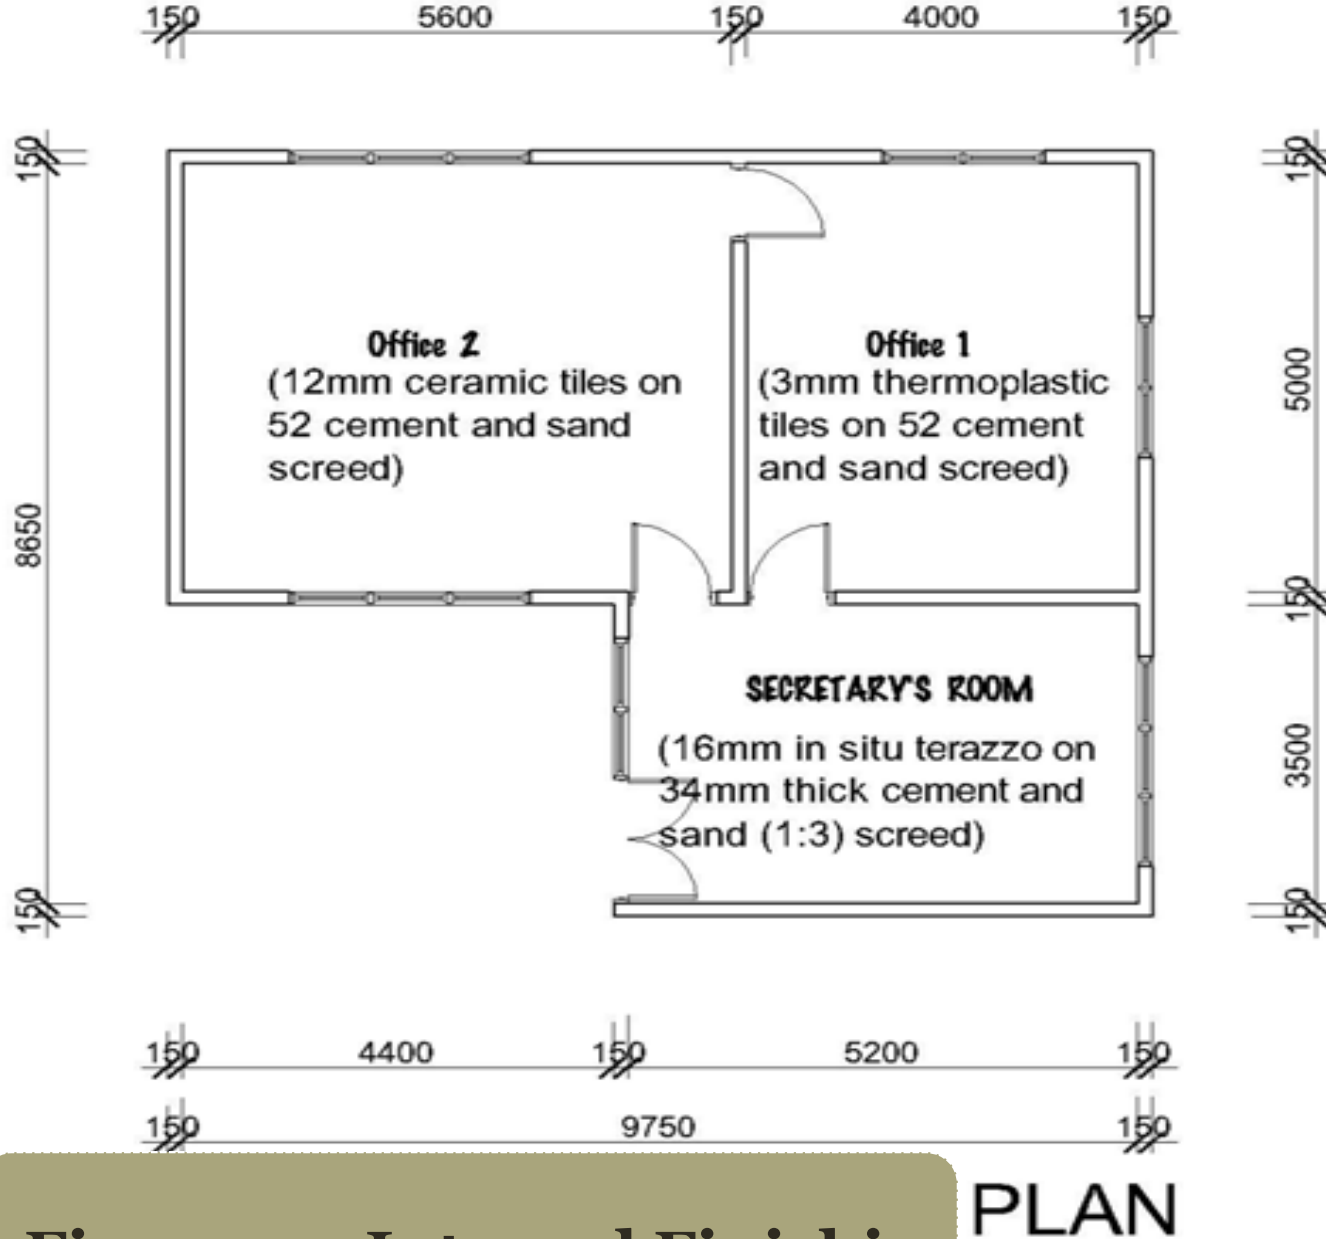 150 5600 150 4000 150
150 150
Office 2
(12mm ceramic tiles on
52 cement and sand
screed)
Office 1
(3mm thermoplastic
tiles on 52 cement
and sand screed)
5000
8650
150
SECRETARY'S ROOM
(16mm in situ terazzo on
34mm thick cement and
sand (1:3) screed)
3500
150 150
150 4400 150 5200 150
150 9750 150
PLAN